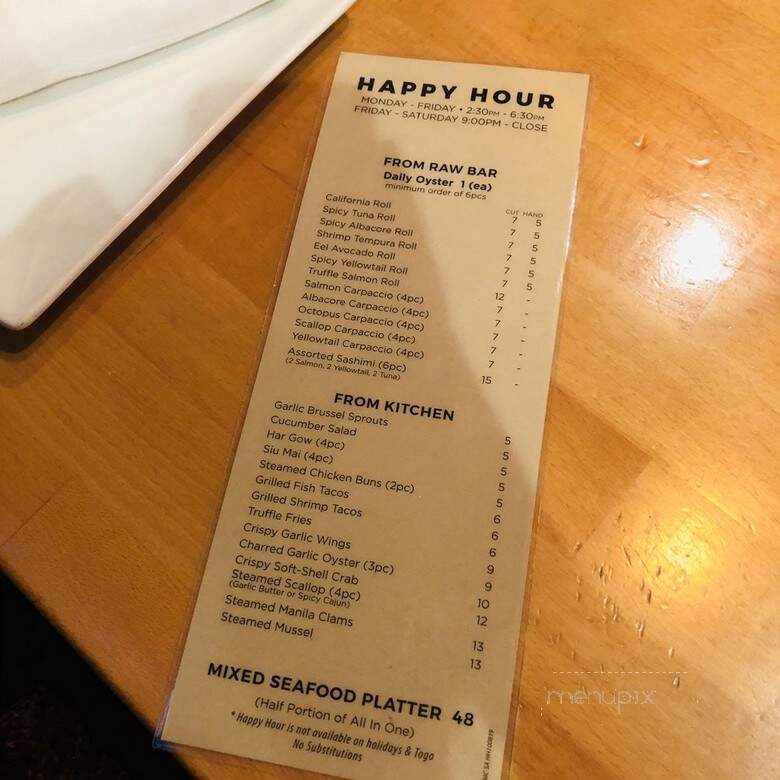 HAPPY HOUR
MONDAY - FRIDAY • 2:30PM - 6:30PM
FRIDAY - SATURDAY 9:00PM - CLOSE
FROM RAW BAR
Daily Oyster 1 (ea)
minimum order of 6pcs
CUT HAND
California Roll 7 5
Spicy Tuna Roll 7 5
Spicy Albacore Roll 7 5
Shrimp Tempura Roll 7 5
Eel Avocado Roll 7 5
Spicy Yellowtail Roll 7 5
Truffle Salmon Roll 12 -
Salmon Carpaccio (4pc) 7 -
Albacore Carpaccio (4pc) 7 -
Octopus Carpaccio (4pc) 7 -
Scallop Carpaccio (4pc) 7 -
Yellowtail Carpaccio (4pc) 7 -
Assorted Sashimi (6pc) 15 -
(2 Salmon, 2 Yellowtail, 2 Tuna)
FROM KITCHEN
Garlic Brussel Sprouts 5
Cucumber Salad 5
Har Gow (4pc) 5
Siu Mai (4pc) 5
Steamed Chicken Buns (2pc) 5
Grilled Fish Tacos 6
Grilled Shrimp Tacos 6
Truffle Fries 6
Crispy Garlic Wings 9
Charred Garlic Oyster (3pc) 9
Crispy Soft-Shell Crab 10
Steamed Scallop (4pc) 12
(Garlic Butter or Spicy Cajun)
Steamed Manila Clams 13
Steamed Mussel 13
MIXED SEAFOOD PLATTER 48
(Half Portion of All In One)
* Happy Hour is not available on holidays & Togo
No Substitutions
menupix